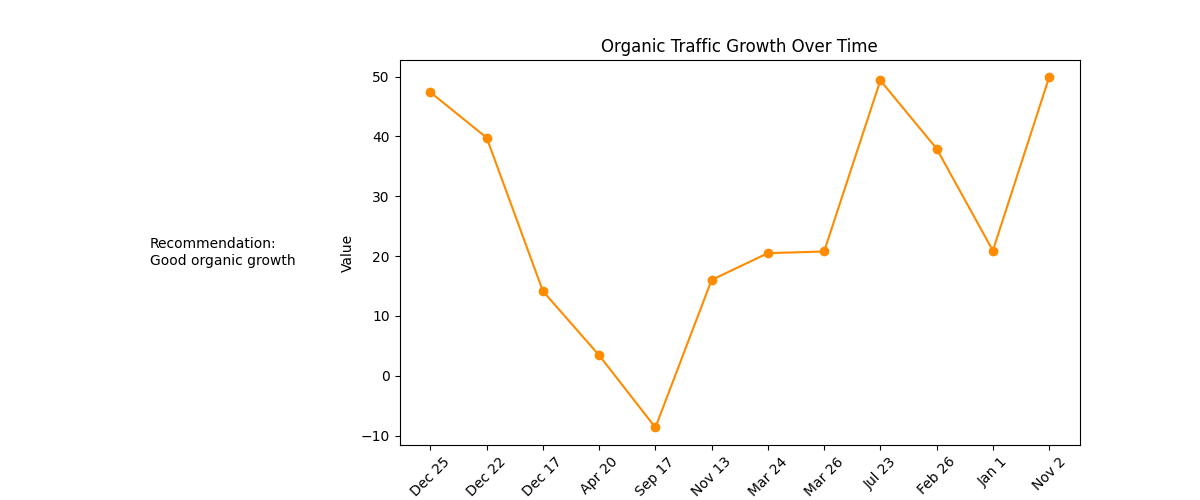 Organic Traffic Growth Over Time
Recommendation:
Good organic growth
Value
50
40
30
20
10
0
−10
Dec 25
Dec 22
Dec 17
Apr 20
Sep 17
Nov 13
Mar 24
Mar 26
Jul 23
Feb 26
Jan 1
Nov 2